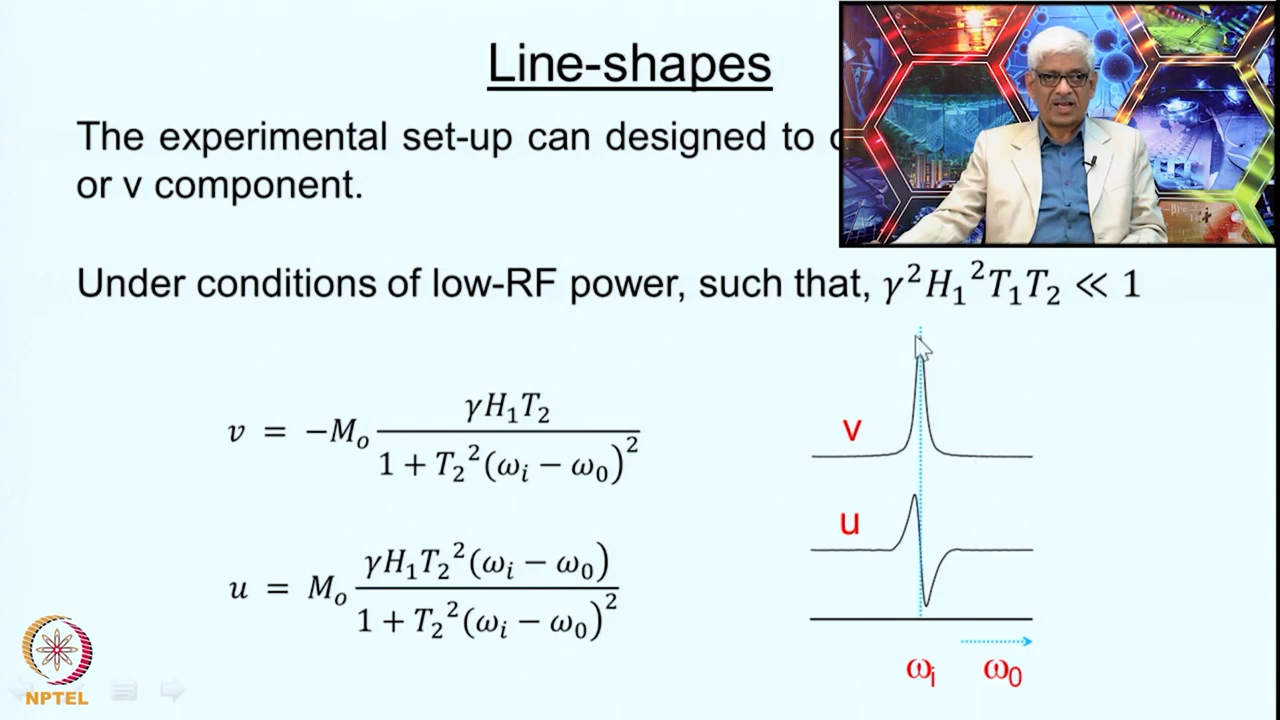 Line-shapes
The experimental set-up can designed to
or v component.
Under conditions of low-RF power, such that, γ²H₁²T₁T₂ ≪ 1
v = −Mₒ γH₁T₂ / (1 + T₂²(ωᵢ − ω₀)²)
u = Mₒ γH₁T₂²(ωᵢ − ω₀) / (1 + T₂²(ωᵢ − ω₀)²)
v
u
ωᵢ ω₀
NPTEL